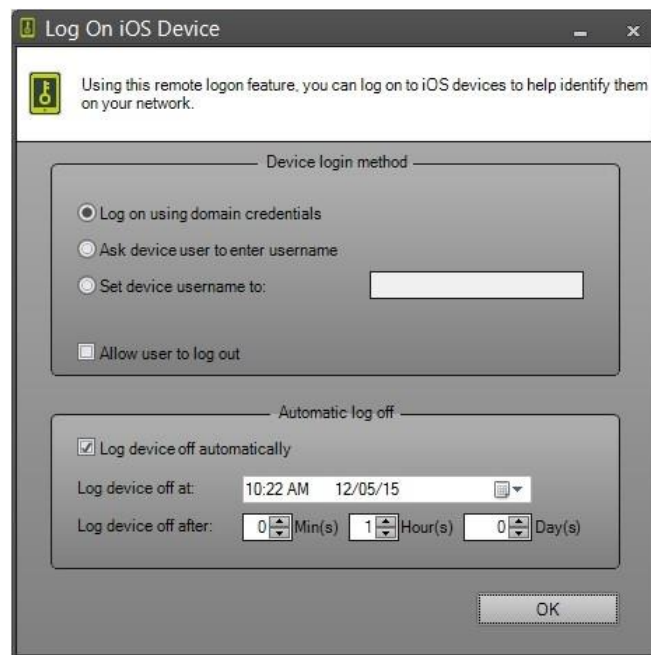 Log On iOS Device
Using this remote logon feature, you can log on to iOS devices to help identify them
on your network.
Device login method
Log on using domain credentials
Ask device user to enter username
Set device username to:
Allow user to log out
Automatic log off
Log device off automatically
Log device off at: 10:22 AM 12/05/15
Log device off after: 0 Min(s) 1 Hour(s) 0 Day(s)
OK